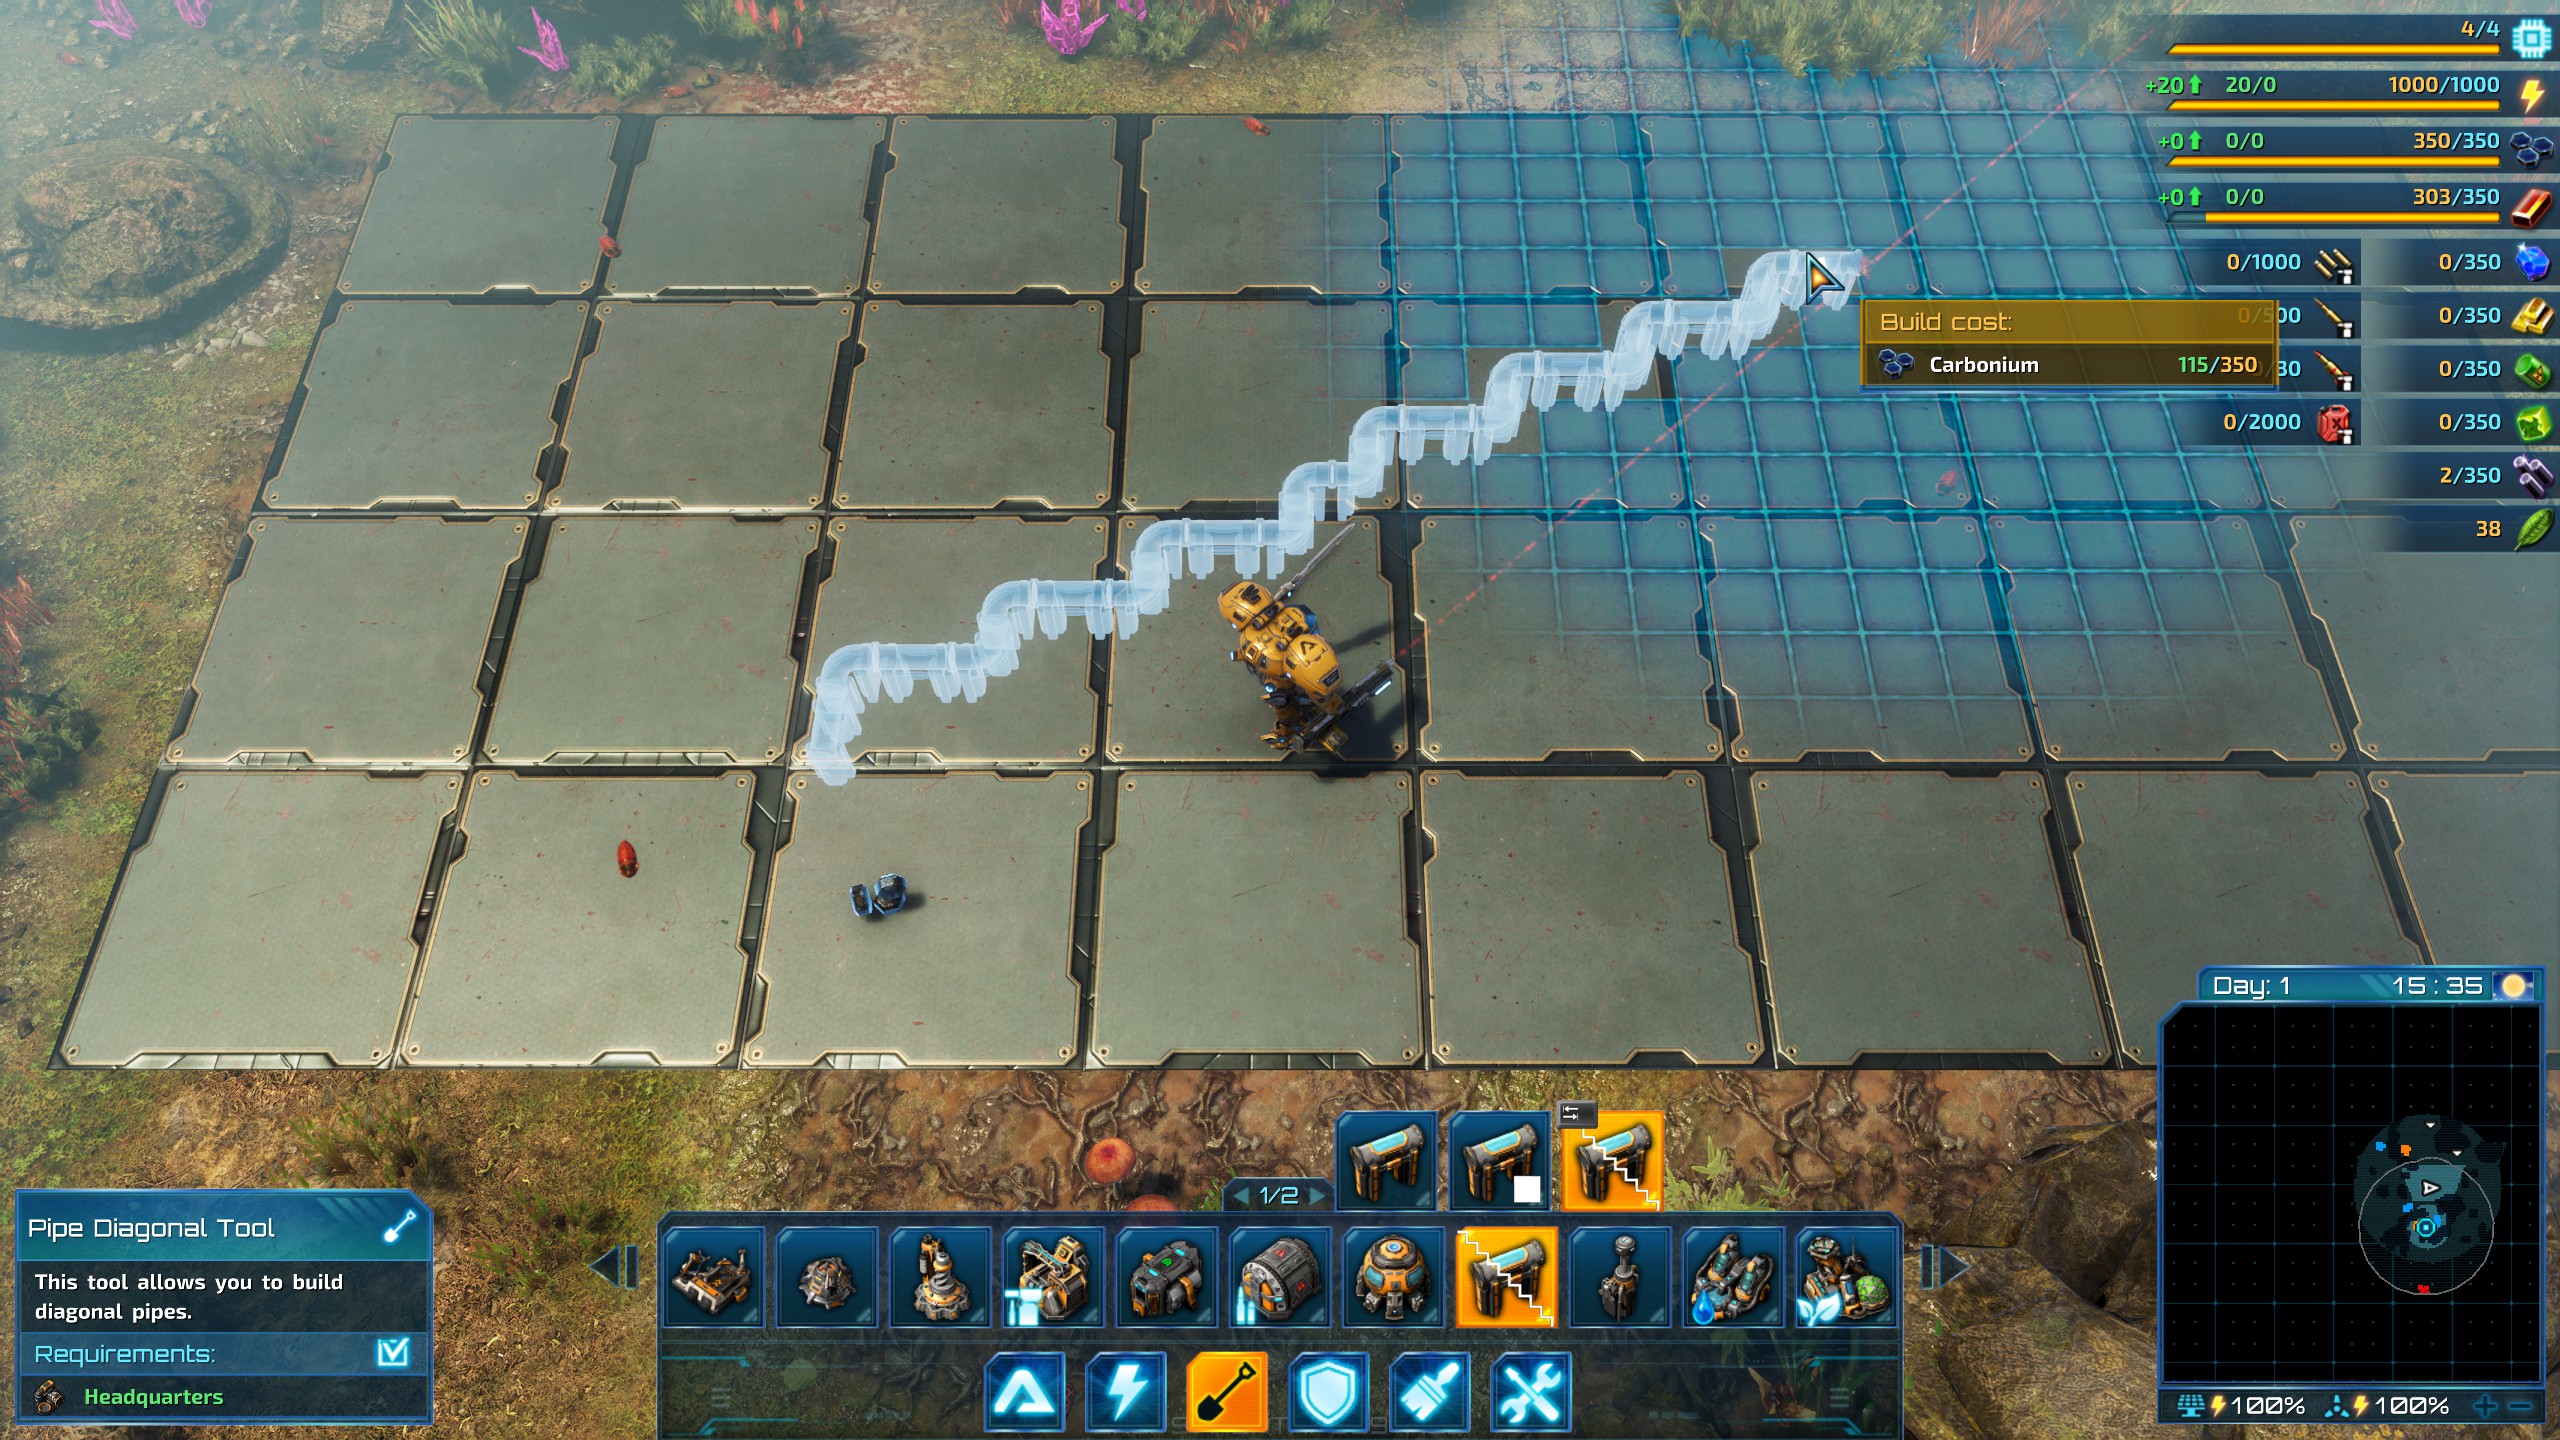 4/4
+20 20/0 1000/1000
+0 0/0 350/350
+0 0/0 303/350
0/1000 0/350
0/500 0/350
Build cost:
Carbonium 115/350
0/350
0/2000 0/350
2/350
38
Day: 1 15:35
1/2
Pipe Diagonal Tool
This tool allows you to build
diagonal pipes.
Requirements:
Headquarters
100% 100%